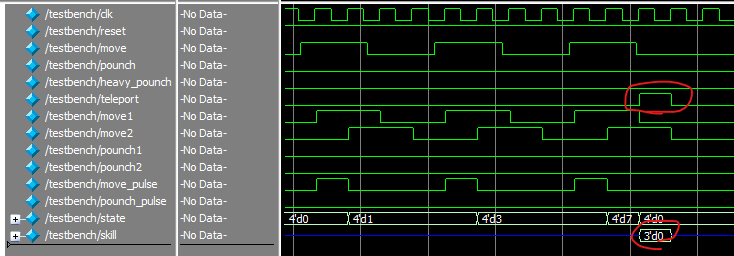 /testbench/clk -No Data-
/testbench/reset -No Data-
/testbench/move -No Data-
/testbench/pounch -No Data-
/testbench/heavy_pounch -No Data-
/testbench/teleport -No Data-
/testbench/move1 -No Data-
/testbench/move2 -No Data-
/testbench/pounch1 -No Data-
/testbench/pounch2 -No Data-
/testbench/move_pulse -No Data-
/testbench/pounch_pulse -No Data-
/testbench/state -No Data- 4'd0 4'd1 4'd3 4'd7 4'd0
/testbench/skill -No Data- 3'd0